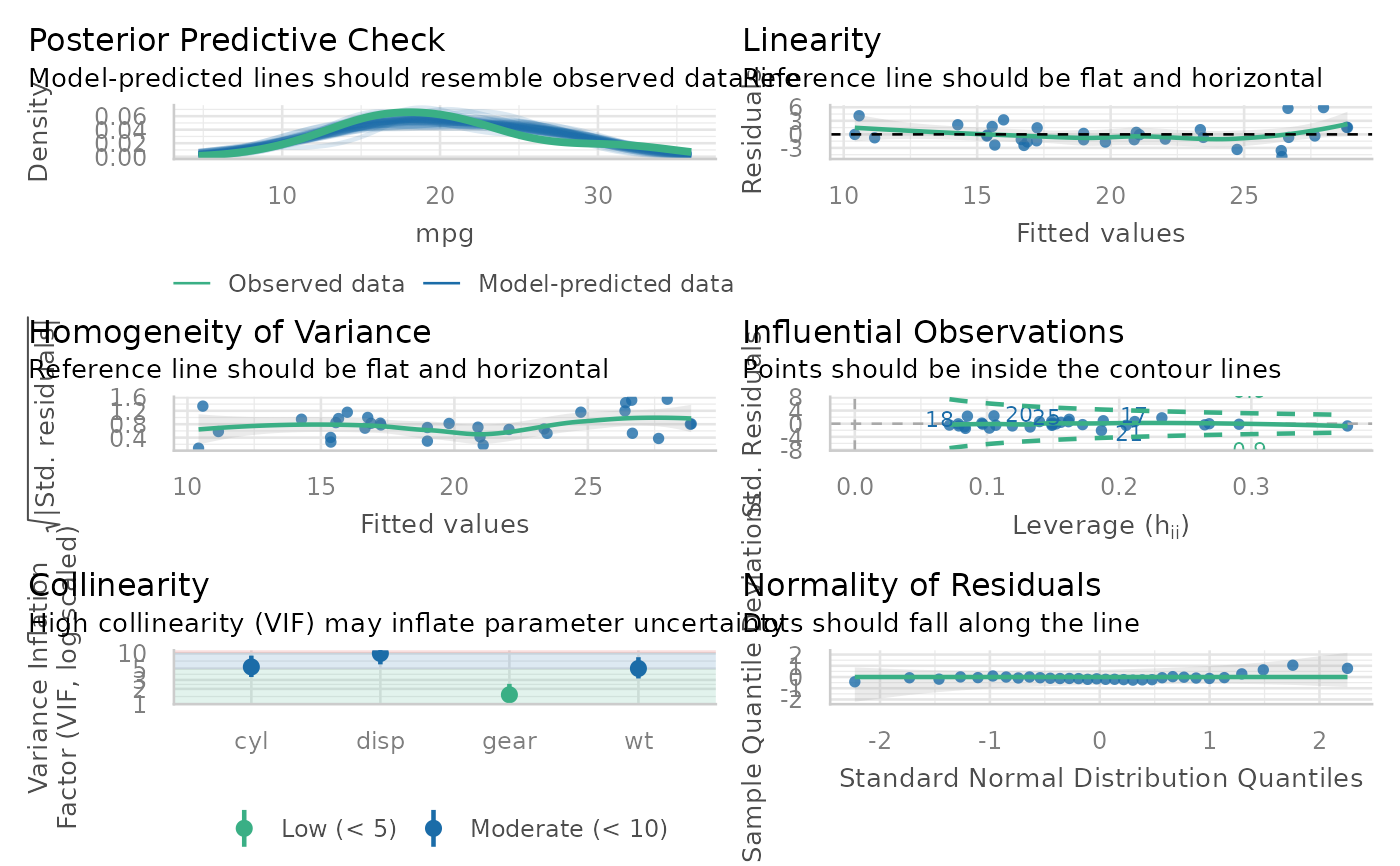 Posterior Predictive Check
Model-predicted lines should resemble observed data line
Density
0.06
0.04
0.02
0.00
10 20 30
mpg
Observed data Model-predicted data
Linearity
Reference line should be flat and horizontal
Residuals
6
3
0
-3
10 15 20 25
Fitted values
Homogeneity of Variance
Reference line should be flat and horizontal
√|Std. residuals|
1.6
1.2
0.8
0.4
10 15 20 25
Fitted values
Influential Observations
Points should be inside the contour lines
Std. Residuals
8
4
0
-4
-8
18
20
25
17
21
0.9
0.0 0.1 0.2 0.3
Leverage (hii)
Collinearity
High collinearity (VIF) may inflate parameter uncertainty
Variance Inflation
Factor (VIF, log-scaled)
10
5
3
2
1
cyl disp gear wt
Low (< 5) Moderate (< 10)
Normality of Residuals
Dots should fall along the line
Sample Quantile Deviations
2
1
0
-1
-2
-2 -1 0 1 2
Standard Normal Distribution Quantiles